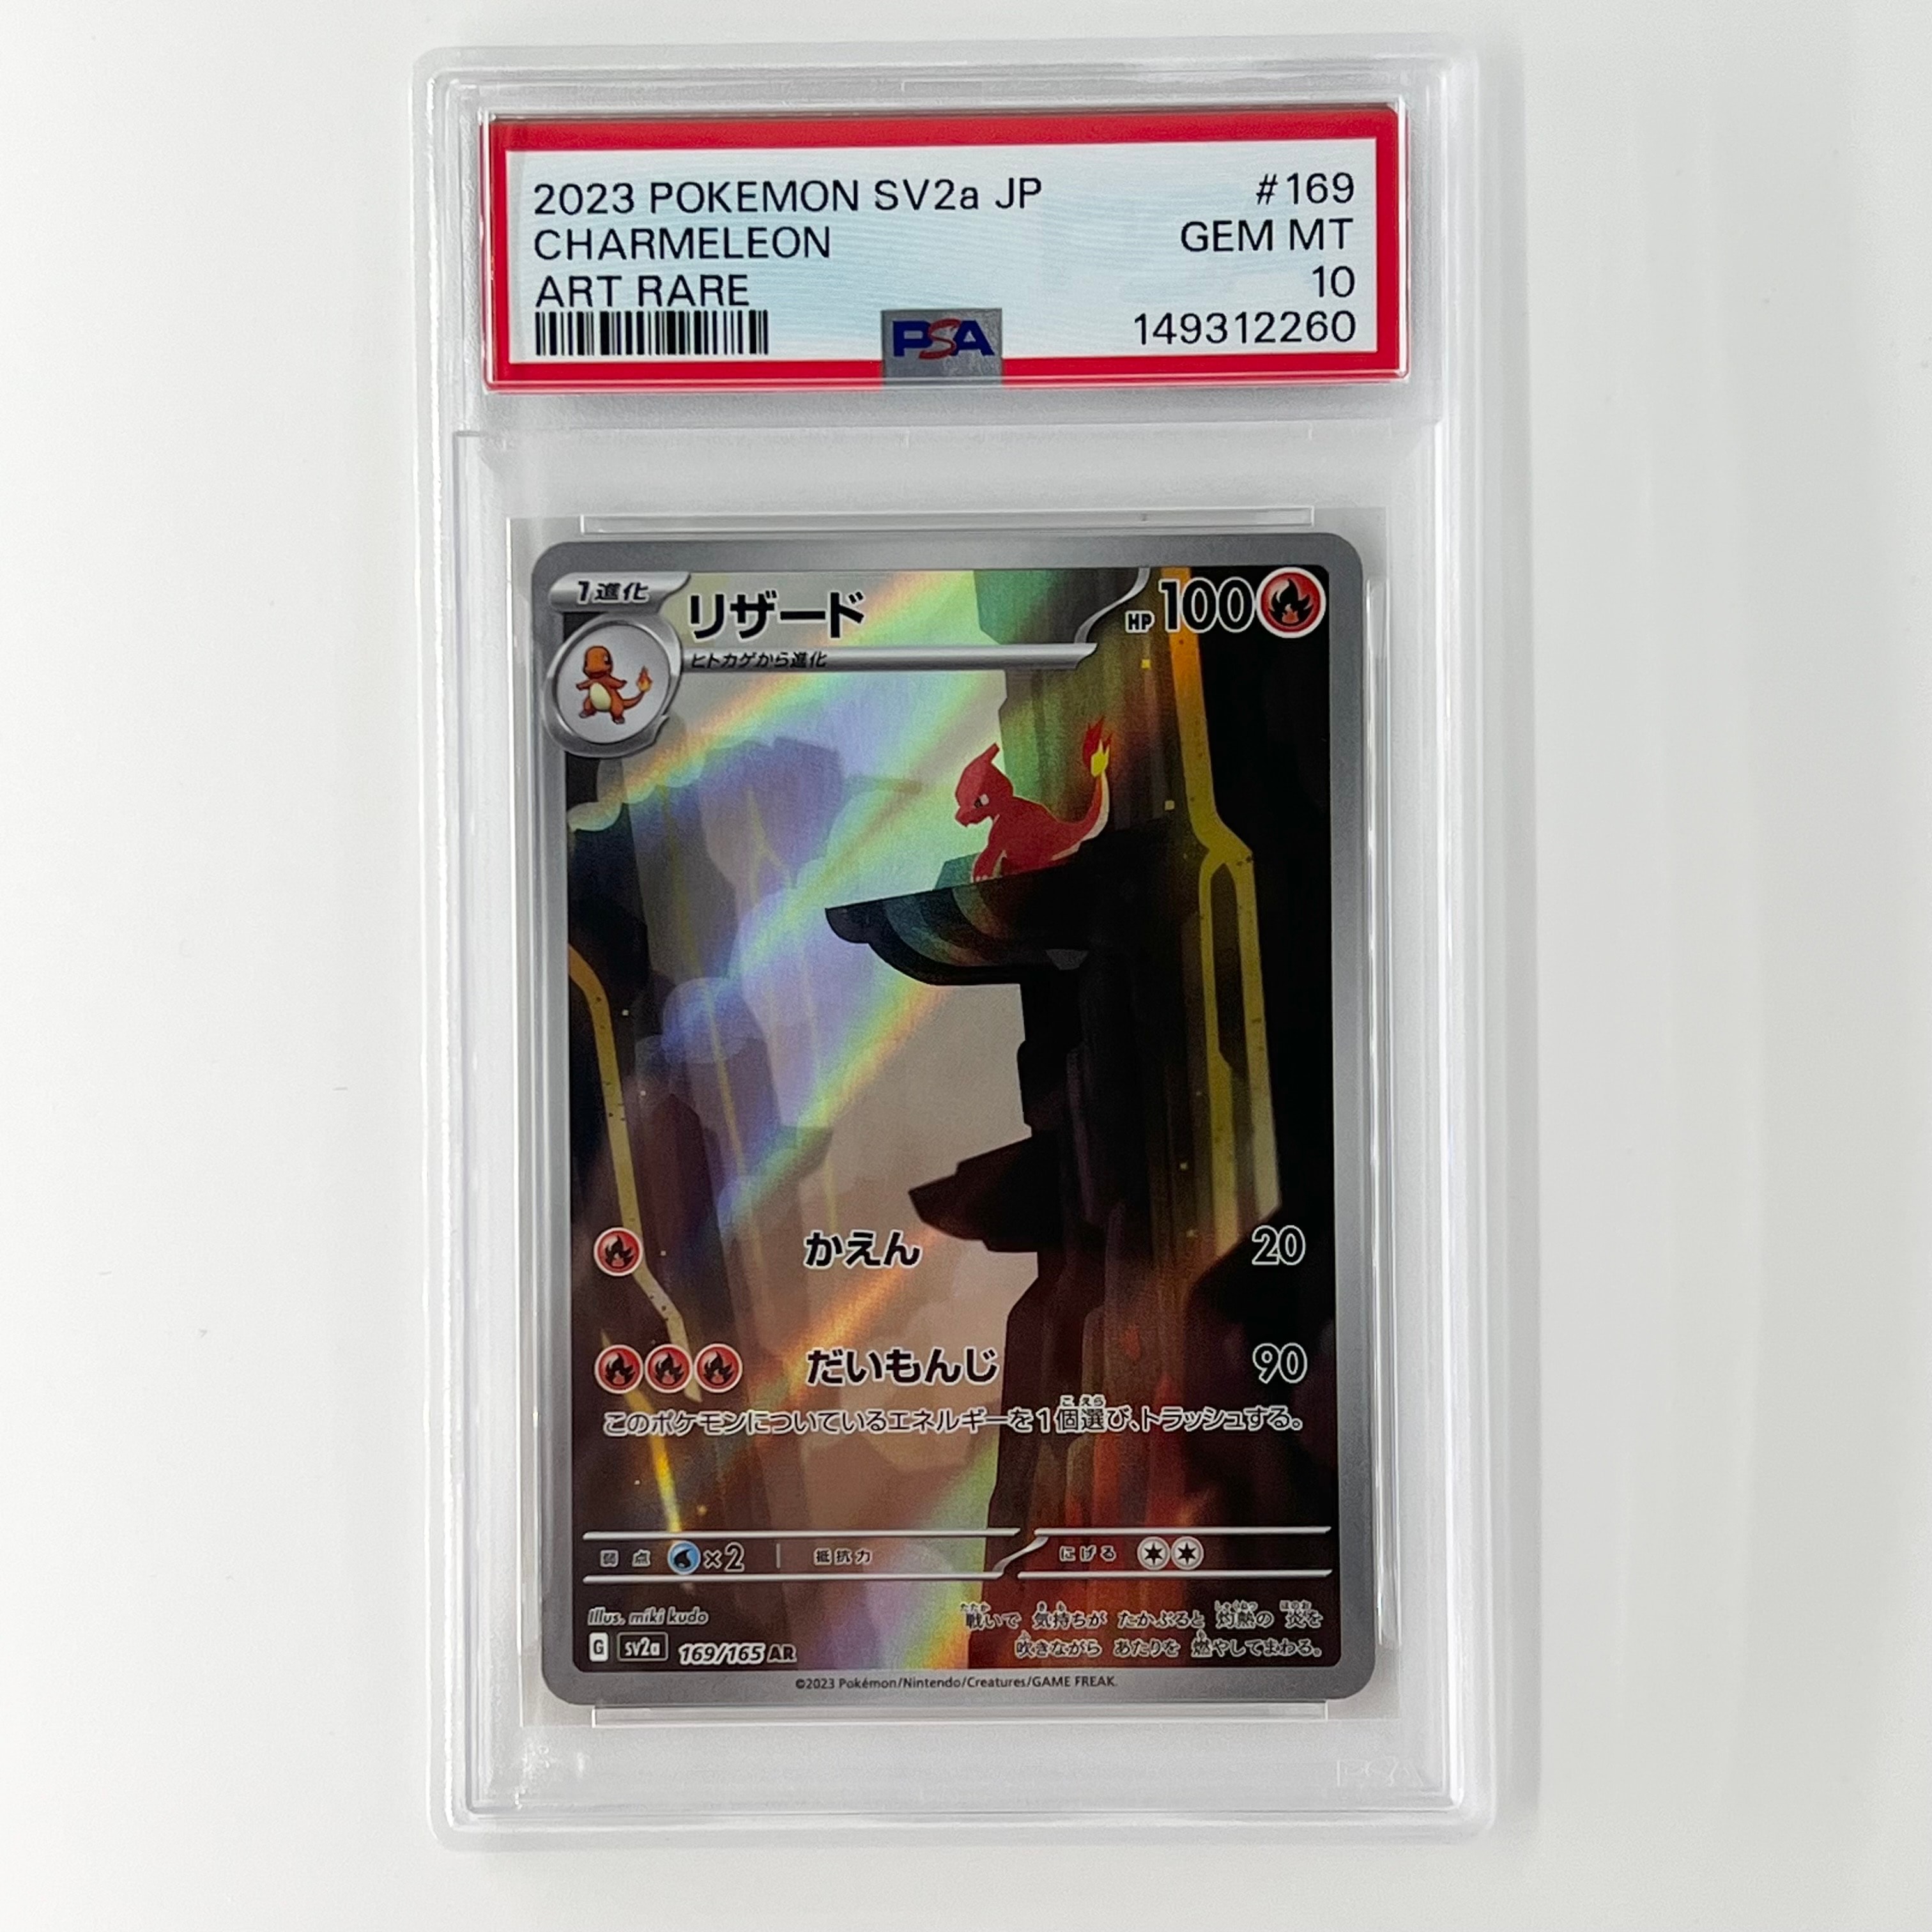 2023 POKEMON SV2a JP #169
CHARMELEON GEM MT
ART RARE 10
PSA 149312260
1進化 リザード HP100
ヒトカゲから進化
かえん 20
だいもんじ 90
このポケモンについているエネルギーを1個選び、トラッシュする。
弱点 ×2 抵抗力 にげる
Illus. miki kudo
戦いで 気持ちが たかぶると 灼熱の 炎を
吹きながら あたりを 燃やしてまわる。
G SV2a 169/165 AR
©2023 Pokémon/Nintendo/Creatures/GAME FREAK.
PSA